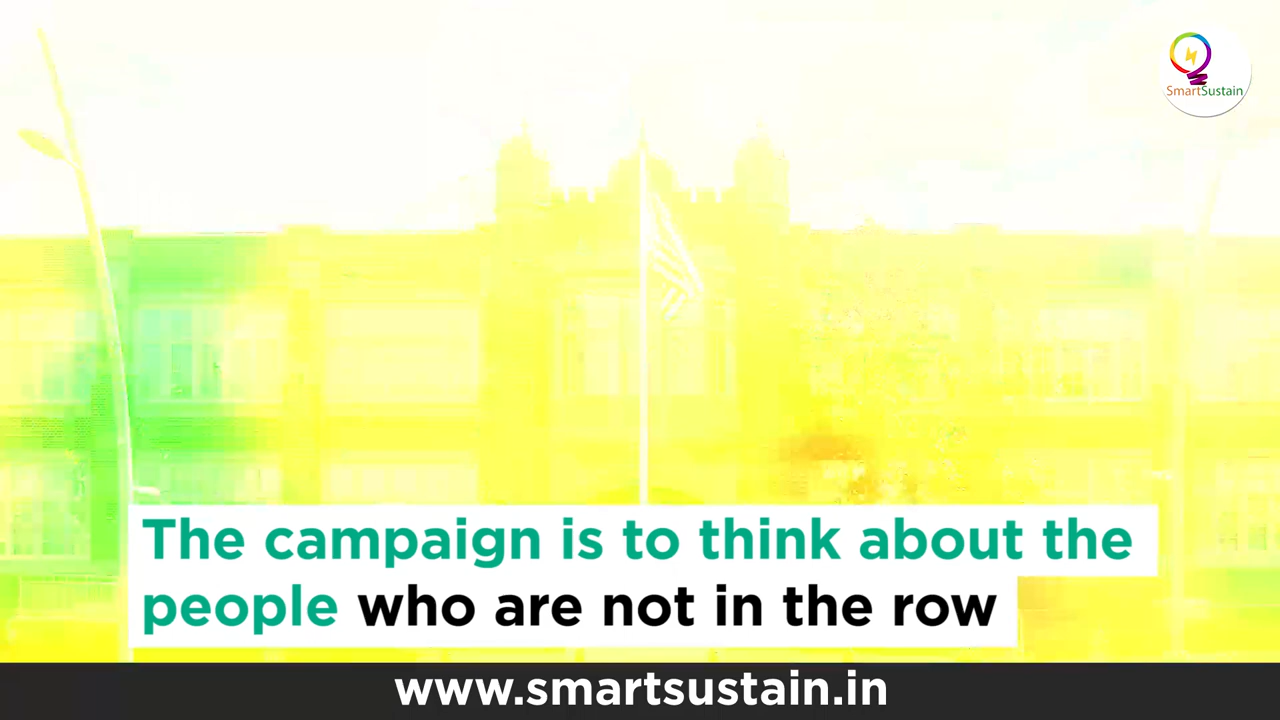 SmartSustain
The campaign is to think about the
people who are not in the row
www.smartsustain.in